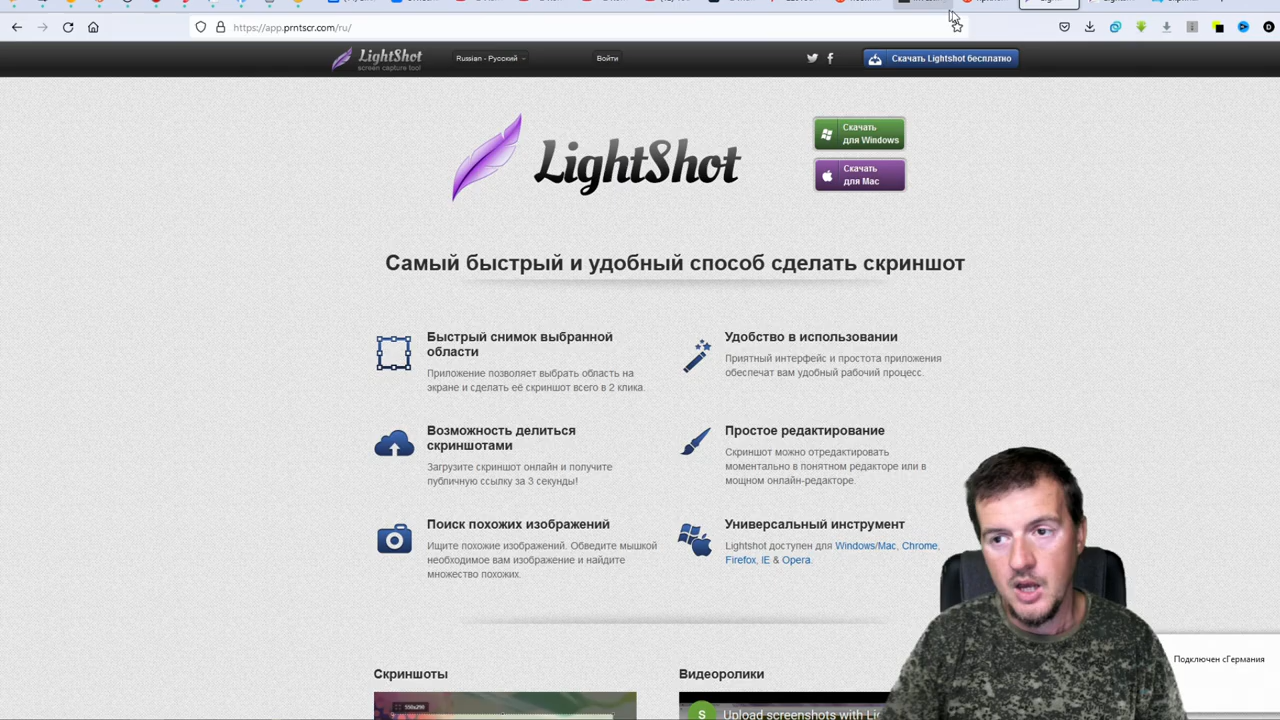 https://app.prntscr.com/ru/
LightShot
screen capture tool
Russian - Русский
Войти
Скачать Lightshot бесплатно
LightShot
Скачать
для Windows
Скачать
для Mac
Самый быстрый и удобный способ сделать скриншот
Быстрый снимок выбранной
области
Приложение позволяет выбрать область на
экране и сделать её скриншот всего в 2 клика.
Удобство в использовании
Приятный интерфейс и простота приложения
обеспечат вам удобный рабочий процесс.
Возможность делиться
скриншотами
Загрузите скриншот онлайн и получите
публичную ссылку за 3 секунды!
Простое редактирование
Скриншот можно отредактировать
моментально в понятном редакторе или в
мощном онлайн-редакторе.
Поиск похожих изображений
Ищите похожие изображений. Обведите мышкой
необходимое вам изображение и найдите
множество похожих.
Универсальный инструмент
Lightshot доступен для Windows/Mac, Chrome,
Firefox, IE & Opera.
Подключен сГермания
Скриншоты
Видеоролики
S
Upload screenshots with Li